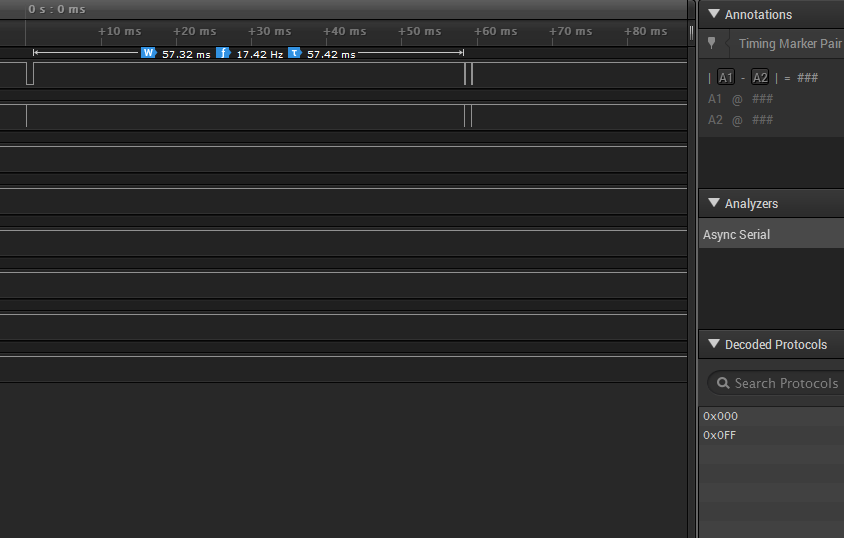 0 s : 0 ms
+10 ms +20 ms +30 ms +40 ms +50 ms +60 ms +70 ms +80 ms
W 57.32 ms f 17.42 Hz τ 57.42 ms
Annotations
Timing Marker Pair
| A1 - A2 | = ###
A1 @ ###
A2 @ ###
Analyzers
Async Serial
Decoded Protocols
Search Protocols
0x000
0x0FF